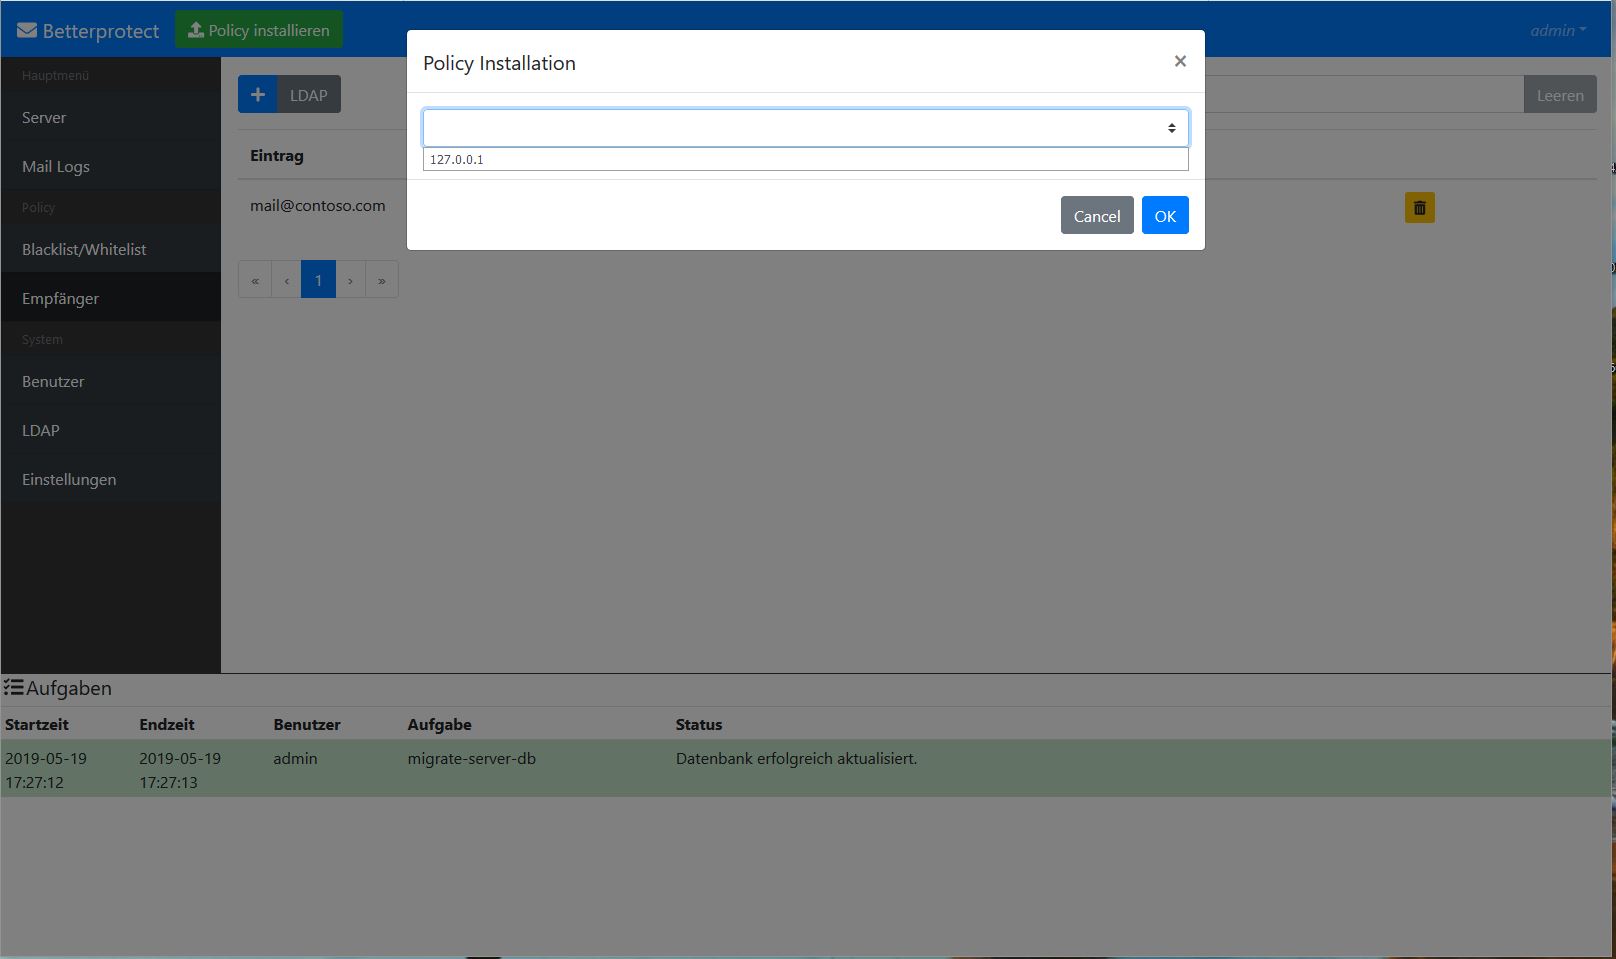 Betterprotect
Policy installieren
admin
Policy Installation
×
127.0.0.1
Cancel
OK
Hauptmenü
Server
Mail Logs
Policy
Blacklist/Whitelist
Empfänger
System
Benutzer
LDAP
Einstellungen
+ LDAP
Leeren
Eintrag
mail@contoso.com
« ‹ 1 › »
Aufgaben
Startzeit Endzeit Benutzer Aufgabe Status
2019-05-19 2019-05-19 admin migrate-server-db Datenbank erfolgreich aktualisiert.
17:27:12 17:27:13